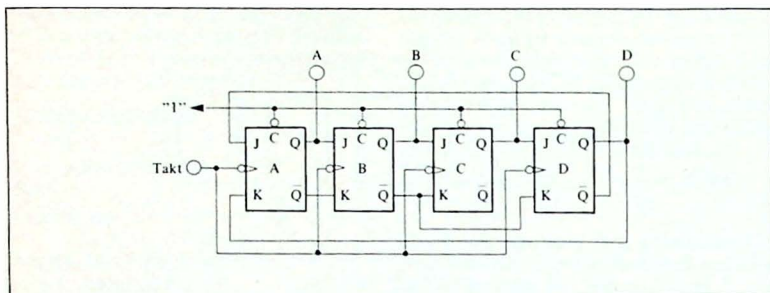 A B C D
"1"
J C Q J C Q J C Q J C Q
Takt A B C D
K Q̄ K Q̄ K Q̄ K Q̄